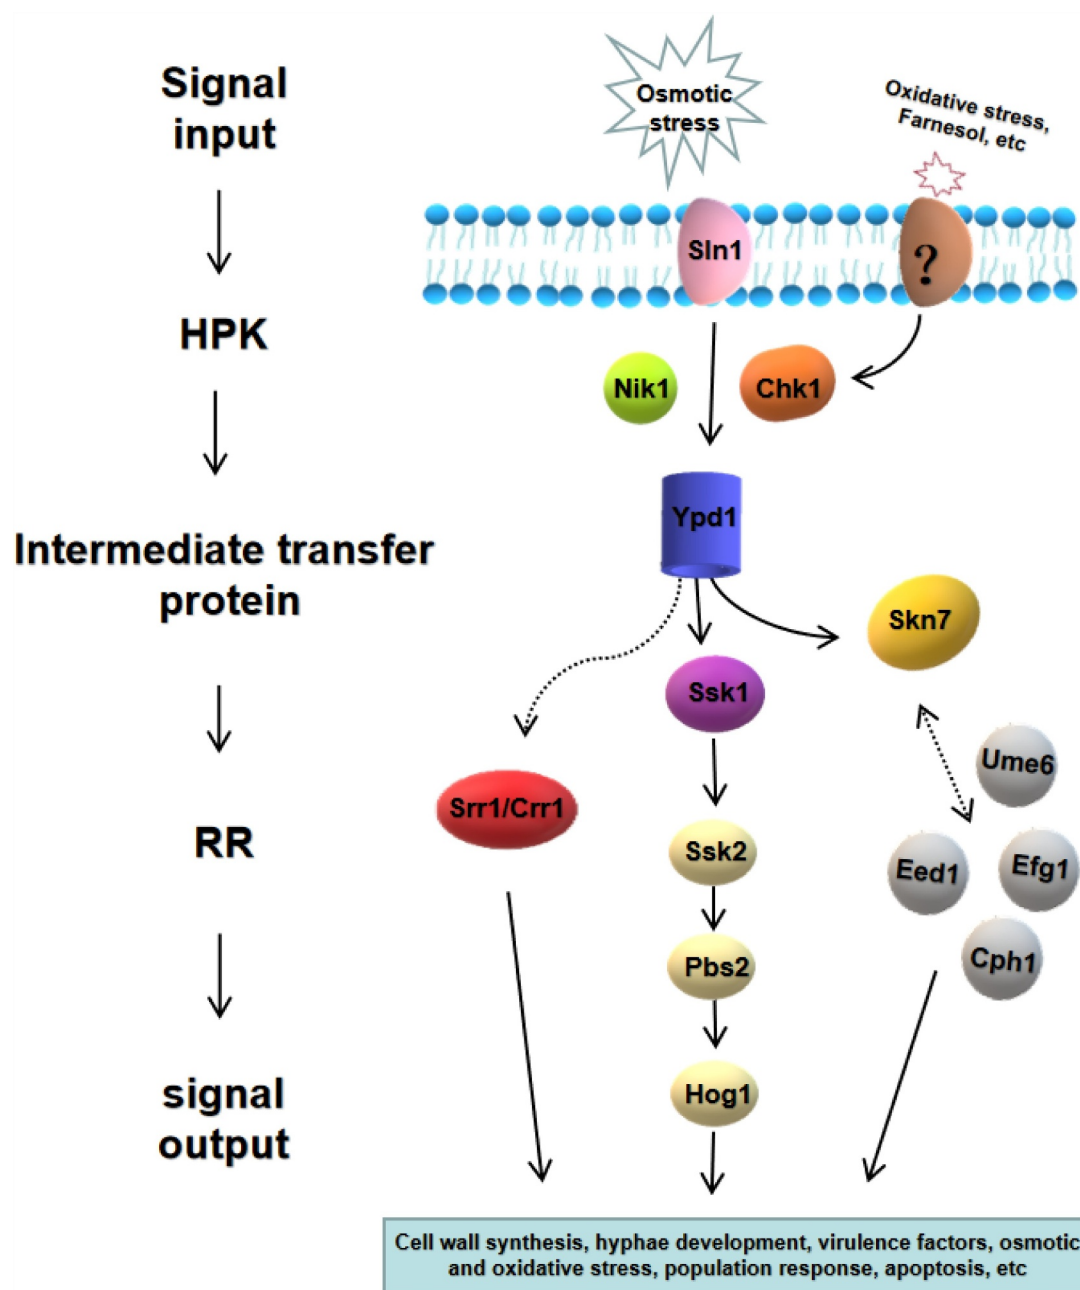 Signal
input
HPK
Intermediate transfer
protein
RR
signal
output
Osmotic
stress
Oxidative stress,
Farnesol, etc
Sln1
?
Nik1
Chk1
Ypd1
Skn7
Ssk1
Ume6
Srr1/Crr1
Ssk2
Eed1
Efg1
Pbs2
Cph1
Hog1
Cell wall synthesis, hyphae development, virulence factors, osmotic
and oxidative stress, population response, apoptosis, etc